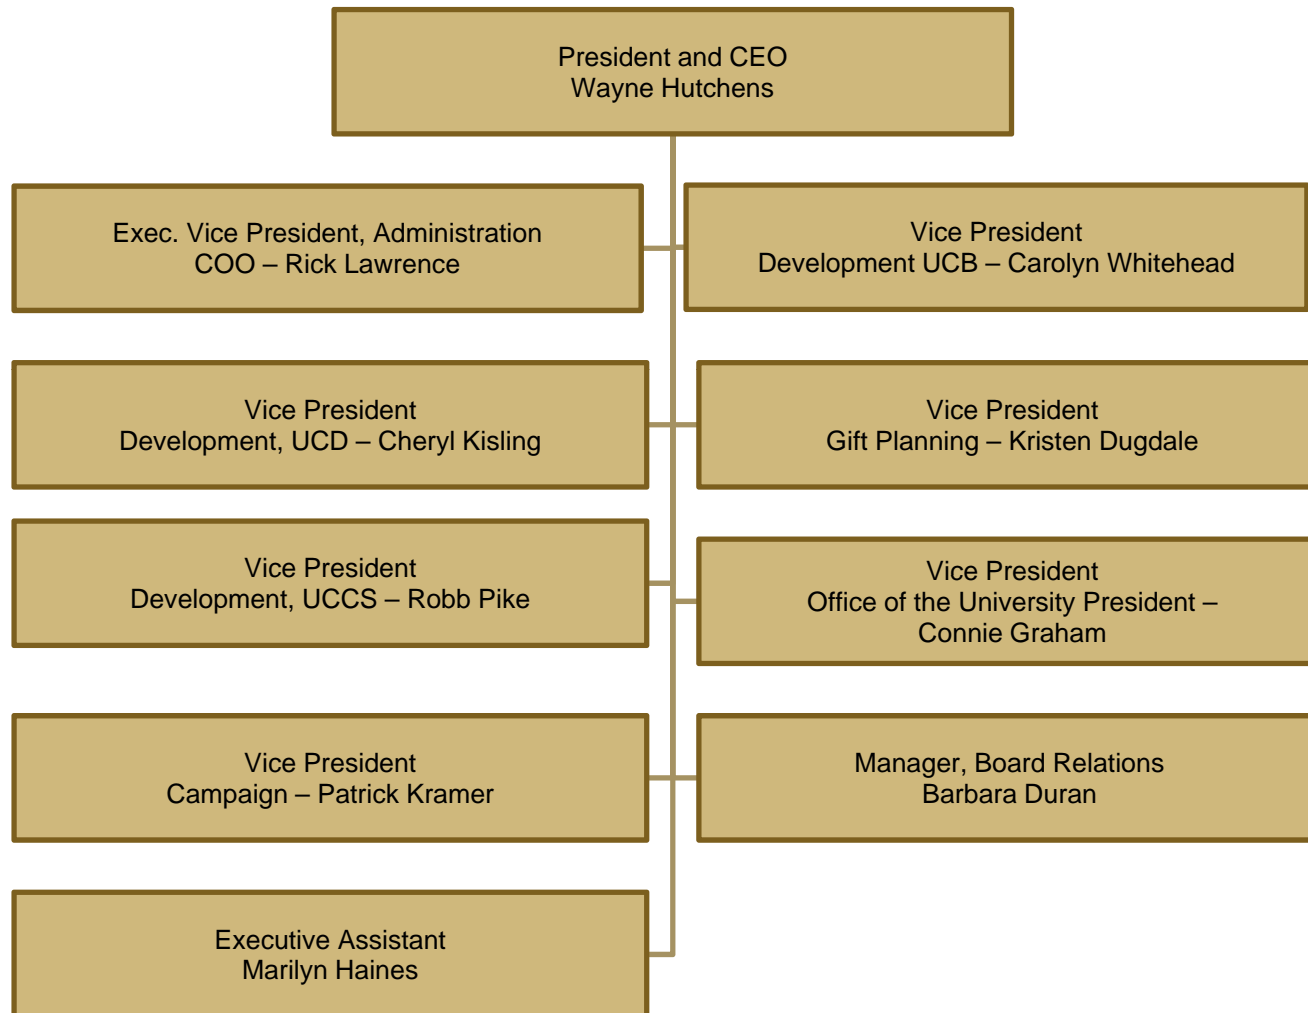 President and CEO
Wayne Hutchens
Exec. Vice President, Administration
COO – Rick Lawrence
Vice President
Development UCB – Carolyn Whitehead
Vice President
Development, UCD – Cheryl Kisling
Vice President
Gift Planning – Kristen Dugdale
Vice President
Development, UCCS – Robb Pike
Vice President
Office of the University President –
Connie Graham
Vice President
Campaign – Patrick Kramer
Manager, Board Relations
Barbara Duran
Executive Assistant
Marilyn Haines